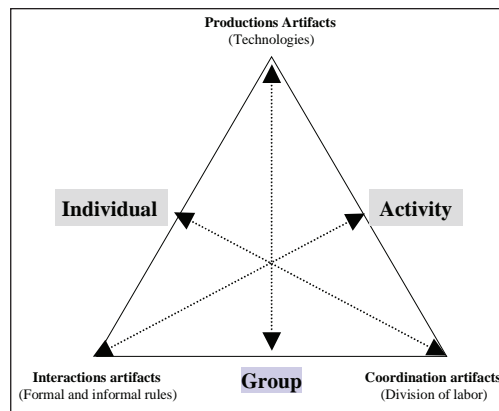 Productions Artifacts
(Technologies)
Individual
Activity
Interactions artifacts
(Formal and informal rules)
Group
Coordination artifacts
(Division of labor)